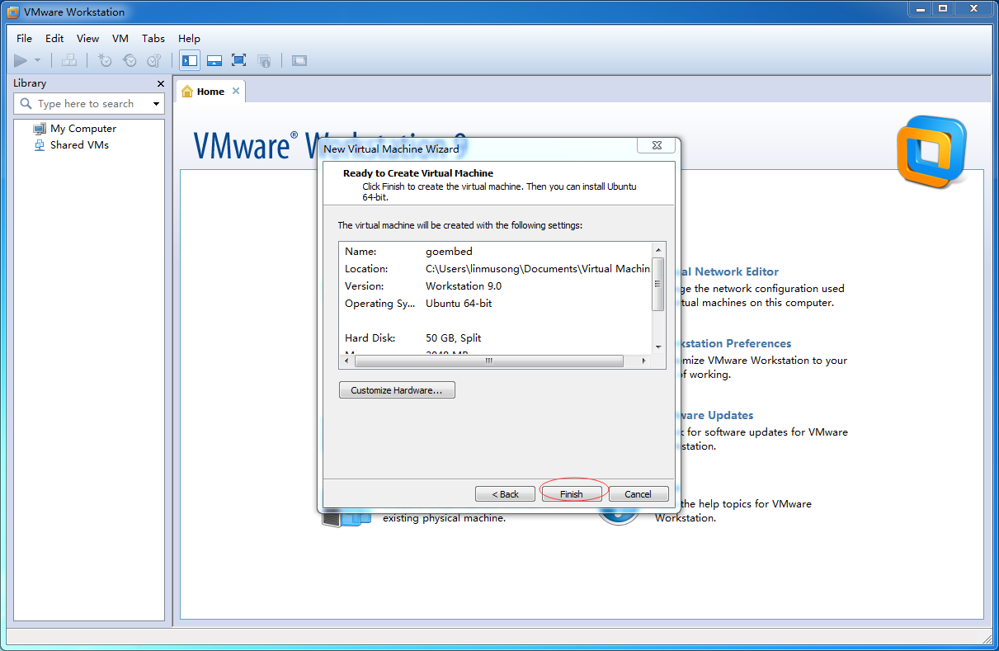 VMware Workstation
File Edit View VM Tabs Help
Library
Type here to search
My Computer
Shared VMs
Home
VMware® Workstation 9
New Virtual Machine Wizard
Ready to Create Virtual Machine
Click Finish to create the virtual machine. Then you can install Ubuntu
64-bit.
The virtual machine will be created with the following settings:
Name: goembed
Location: C:\Users\linmusong\Documents\Virtual Machin
Version: Workstation 9.0
Operating Sy... Ubuntu 64-bit
Hard Disk: 50 GB, Split
2048 MB
Customize Hardware...
< Back Finish Cancel
al Network Editor
ge the network configuration used
tual machines on this computer.
kstation Preferences
mize VMware Workstation to your
of working.
ware Updates
for software updates for VMware
station.
the help topics for VMware
Workstation.
existing physical machine.